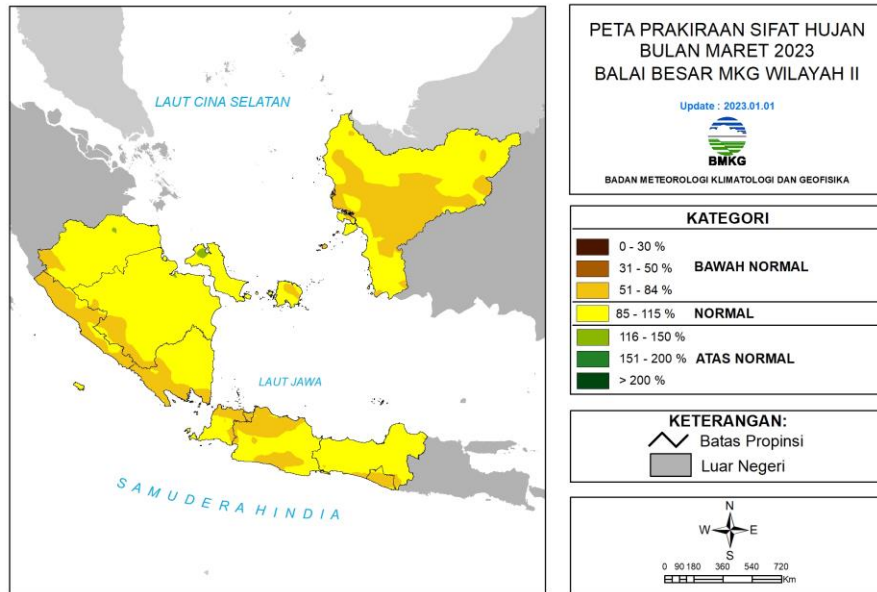 LAUT CINA SELATAN
LAUT JAWA
SAMUDERA HINDIA
PETA PRAKIRAAN SIFAT HUJAN
BULAN MARET 2023
BALAI BESAR MKG WILAYAH II
Update : 2023.01.01
BMKG
BADAN METEOROLOGI KLIMATOLOGI DAN GEOFISIKA
KATEGORI
0 - 30 %
31 - 50 % BAWAH NORMAL
51 - 84 %
85 - 115 % NORMAL
116 - 150 %
151 - 200 % ATAS NORMAL
> 200 %
KETERANGAN:
Batas Propinsi
Luar Negeri
N
W E
S
0 90 180 360 540 720
Km